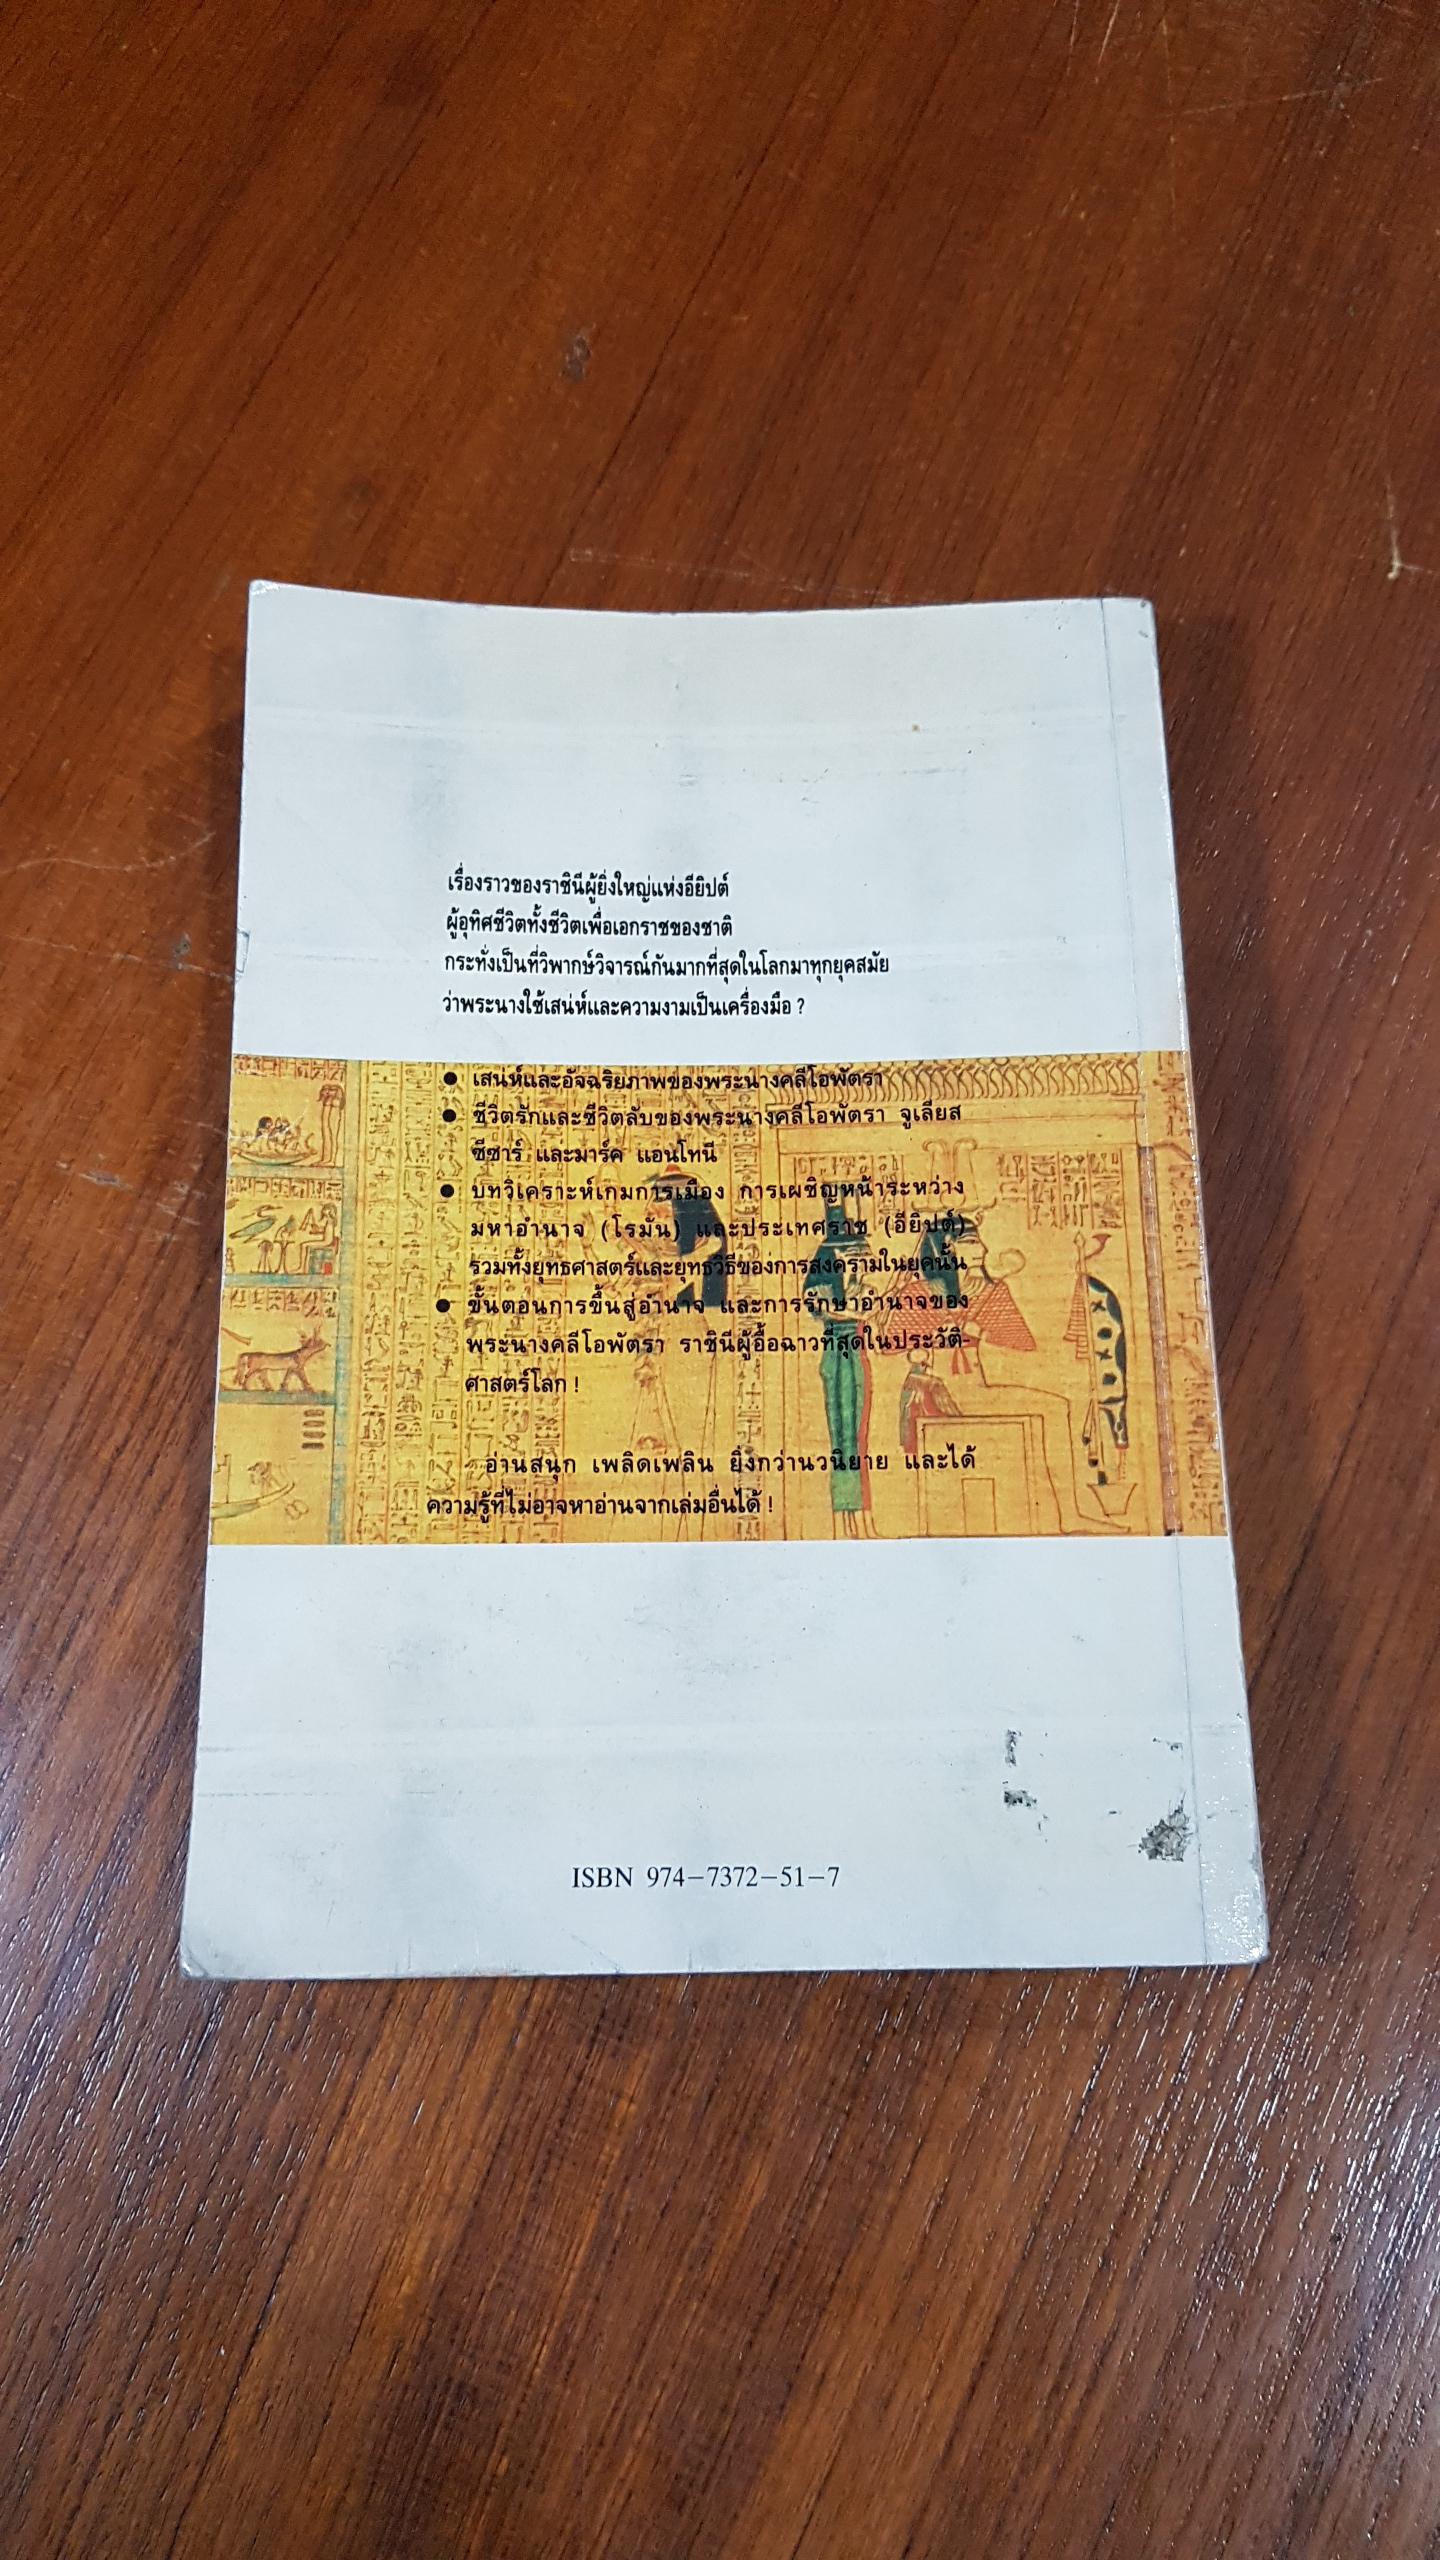 เรื่องราวของราชินีผู้ยิ่งใหญ่แห่งอียิปต์
ผู้อุทิศชีวิตทั้งชีวิตเพื่อเอกราชของชาติ
กระทั่งเป็นที่วิพากษ์วิจารณ์กันมากที่สุดในโลกมาทุกยุคสมัย
ว่าพระนางใช้เสน่ห์และความงามเป็นเครื่องมือ ?
● เสน่ห์และอัจฉริยภาพของพระนางคลีโอพัตรา
● ชีวิตรักและชีวิตลับของพระนางคลีโอพัตรา จูเลียส
ซีซาร์ และมาร์ค แอนโทนี
● บทวิเคราะห์เกมการเมือง การเผชิญหน้าระหว่าง
มหาอำนาจ (โรมัน) และประเทศราช (อียิปต์)
รวมทั้งยุทธศาสตร์และยุทธวิธีของการสงครามในยุคนั้น
● ขั้นตอนการขึ้นสู่อำนาจ และการรักษาอำนาจของ
พระนางคลีโอพัตรา ราชินีผู้อื้อฉาวที่สุดในประวัติ-
ศาสตร์โลก !
อ่านสนุก เพลิดเพลิน ยิ่งกว่านวนิยาย และได้
ความรู้ที่ไม่อาจหาอ่านจากเล่มอื่นได้ !
ISBN 974-7372-51-7